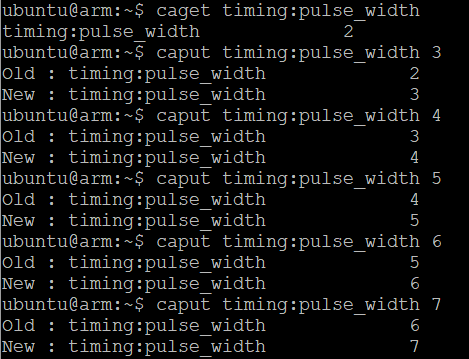 ubuntu@arm:~$ caget timing:pulse_width
timing:pulse_width             2
ubuntu@arm:~$ caput timing:pulse_width 3
Old : timing:pulse_width             2
New : timing:pulse_width             3
ubuntu@arm:~$ caput timing:pulse_width 4
Old : timing:pulse_width             3
New : timing:pulse_width             4
ubuntu@arm:~$ caput timing:pulse_width 5
Old : timing:pulse_width             4
New : timing:pulse_width             5
ubuntu@arm:~$ caput timing:pulse_width 6
Old : timing:pulse_width             5
New : timing:pulse_width             6
ubuntu@arm:~$ caput timing:pulse_width 7
Old : timing:pulse_width             6
New : timing:pulse_width             7